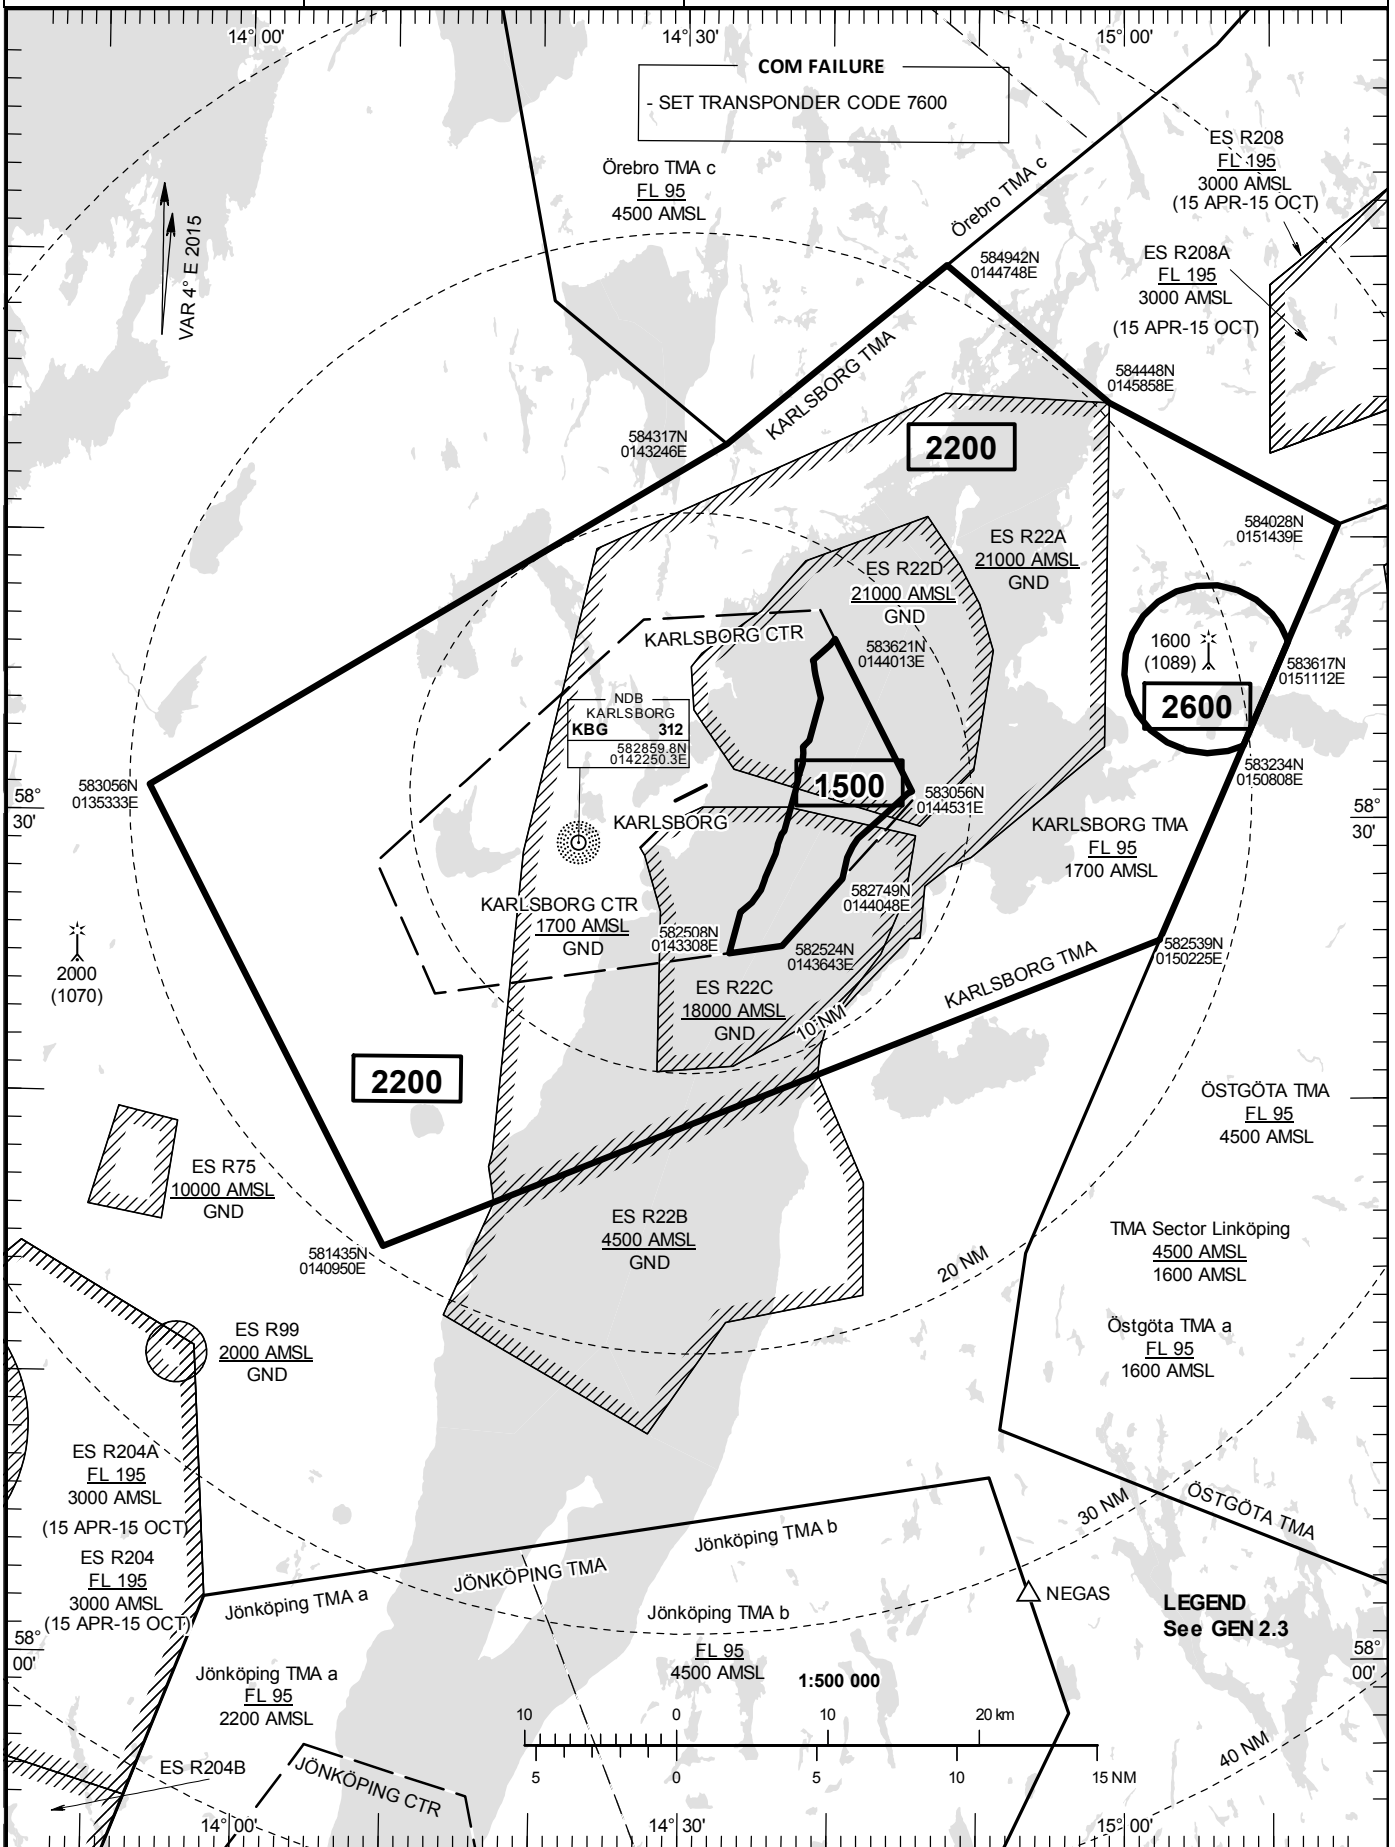 14° 00'
14° 30'
15° 00'
COM FAILURE
- SET TRANSPONDER CODE 7600
Örebro TMA c
FL 95
4500 AMSL
Örebro TMA c
ES R208
FL 195
3000 AMSL
(15 APR-15 OCT)
ES R208A
FL 195
3000 AMSL
(15 APR-15 OCT)
VAR 4° E 2015
584942N
0144748E
584448N
0145858E
KARLSBORG TMA
584317N
0143246E
2200
584028N
0151439E
ES R22A
21000 AMSL
GND
ES R22D
21000 AMSL
GND
KARLSBORG CTR
583621N
0144013E
1600
(1089)
583617N
0151112E
2600
NDB
KARLSBORG
KBG 312
582859.8N
0142250.3E
583234N
0150808E
583056N
0135333E
1500
583056N
0144531E
58°
30'
58°
30'
KARLSBORG
KARLSBORG TMA
FL 95
1700 AMSL
582749N
0144048E
KARLSBORG CTR
1700 AMSL
GND
582508N
0143308E
582524N
0143643E
582539N
0150225E
KARLSBORG TMA
2000
(1070)
ES R22C
18000 AMSL
GND
10 NM
2200
ÖSTGÖTA TMA
FL 95
4500 AMSL
ES R75
10000 AMSL
GND
ES R22B
4500 AMSL
GND
TMA Sector Linköping
4500 AMSL
1600 AMSL
581435N
0140950E
20 NM
ES R99
2000 AMSL
GND
Östgöta TMA a
FL 95
1600 AMSL
ES R204A
FL 195
3000 AMSL
(15 APR-15 OCT)
ES R204
FL 195
3000 AMSL
(15 APR-15 OCT)
30 NM
ÖSTGÖTA TMA
Jönköping TMA b
JÖNKÖPING TMA
Jönköping TMA a
Jönköping TMA b
FL 95
4500 AMSL
NEGAS
LEGEND
See GEN 2.3
58°
00'
58°
00'
Jönköping TMA a
FL 95
2200 AMSL
1:500 000
10 0 10 20 km
5 0 5 10 15 NM
40 NM
ES R204B
JÖNKÖPING CTR
14° 00'
14° 30'
15° 00'